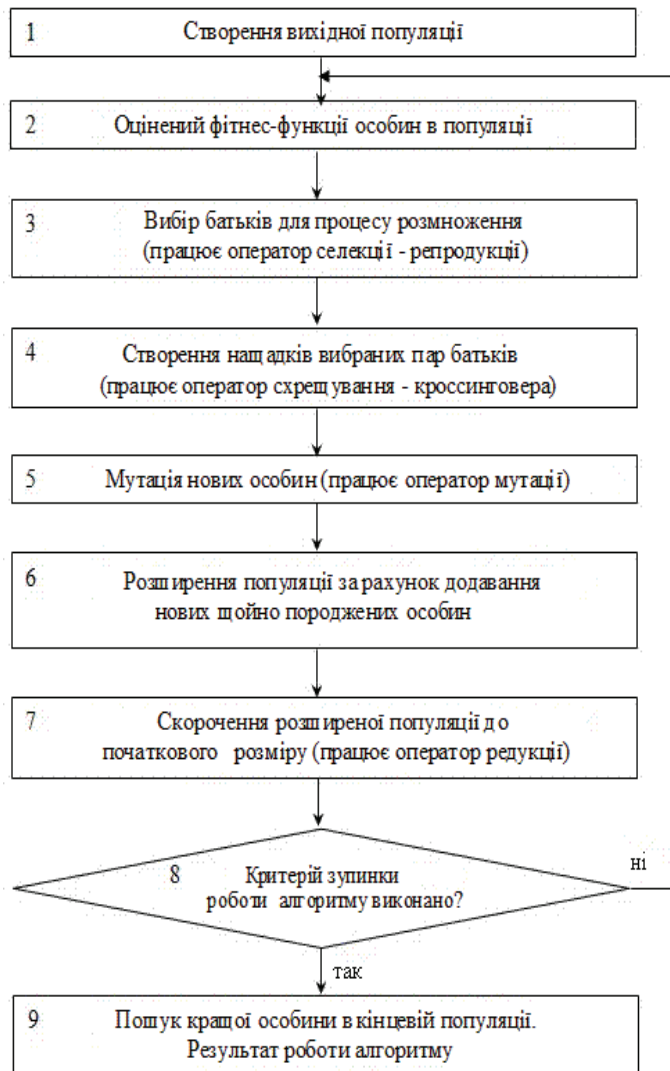 1 Створення вихідної популяції
2 Оцінений фітнес-функції особин в популяції
3 Вибір батьків для процесу розмноження
(працює оператор селекції - репродукції)
4 Створення нащадків вибраних пар батьків
(працює оператор схрещування - кроссинговера)
5 Мутація нових особин (працює оператор мутації)
6 Розширення популяції за рахунок додавання
нових щойно породжених особин
7 Скорочення розширеної популяції до
початкового розміру (працює оператор редукції)
8 Критерій зупинки
роботи алгоритму виконано?
ні
так
9 Пошук кращої особини в кінцевій популяції.
Результат роботи алгоритму